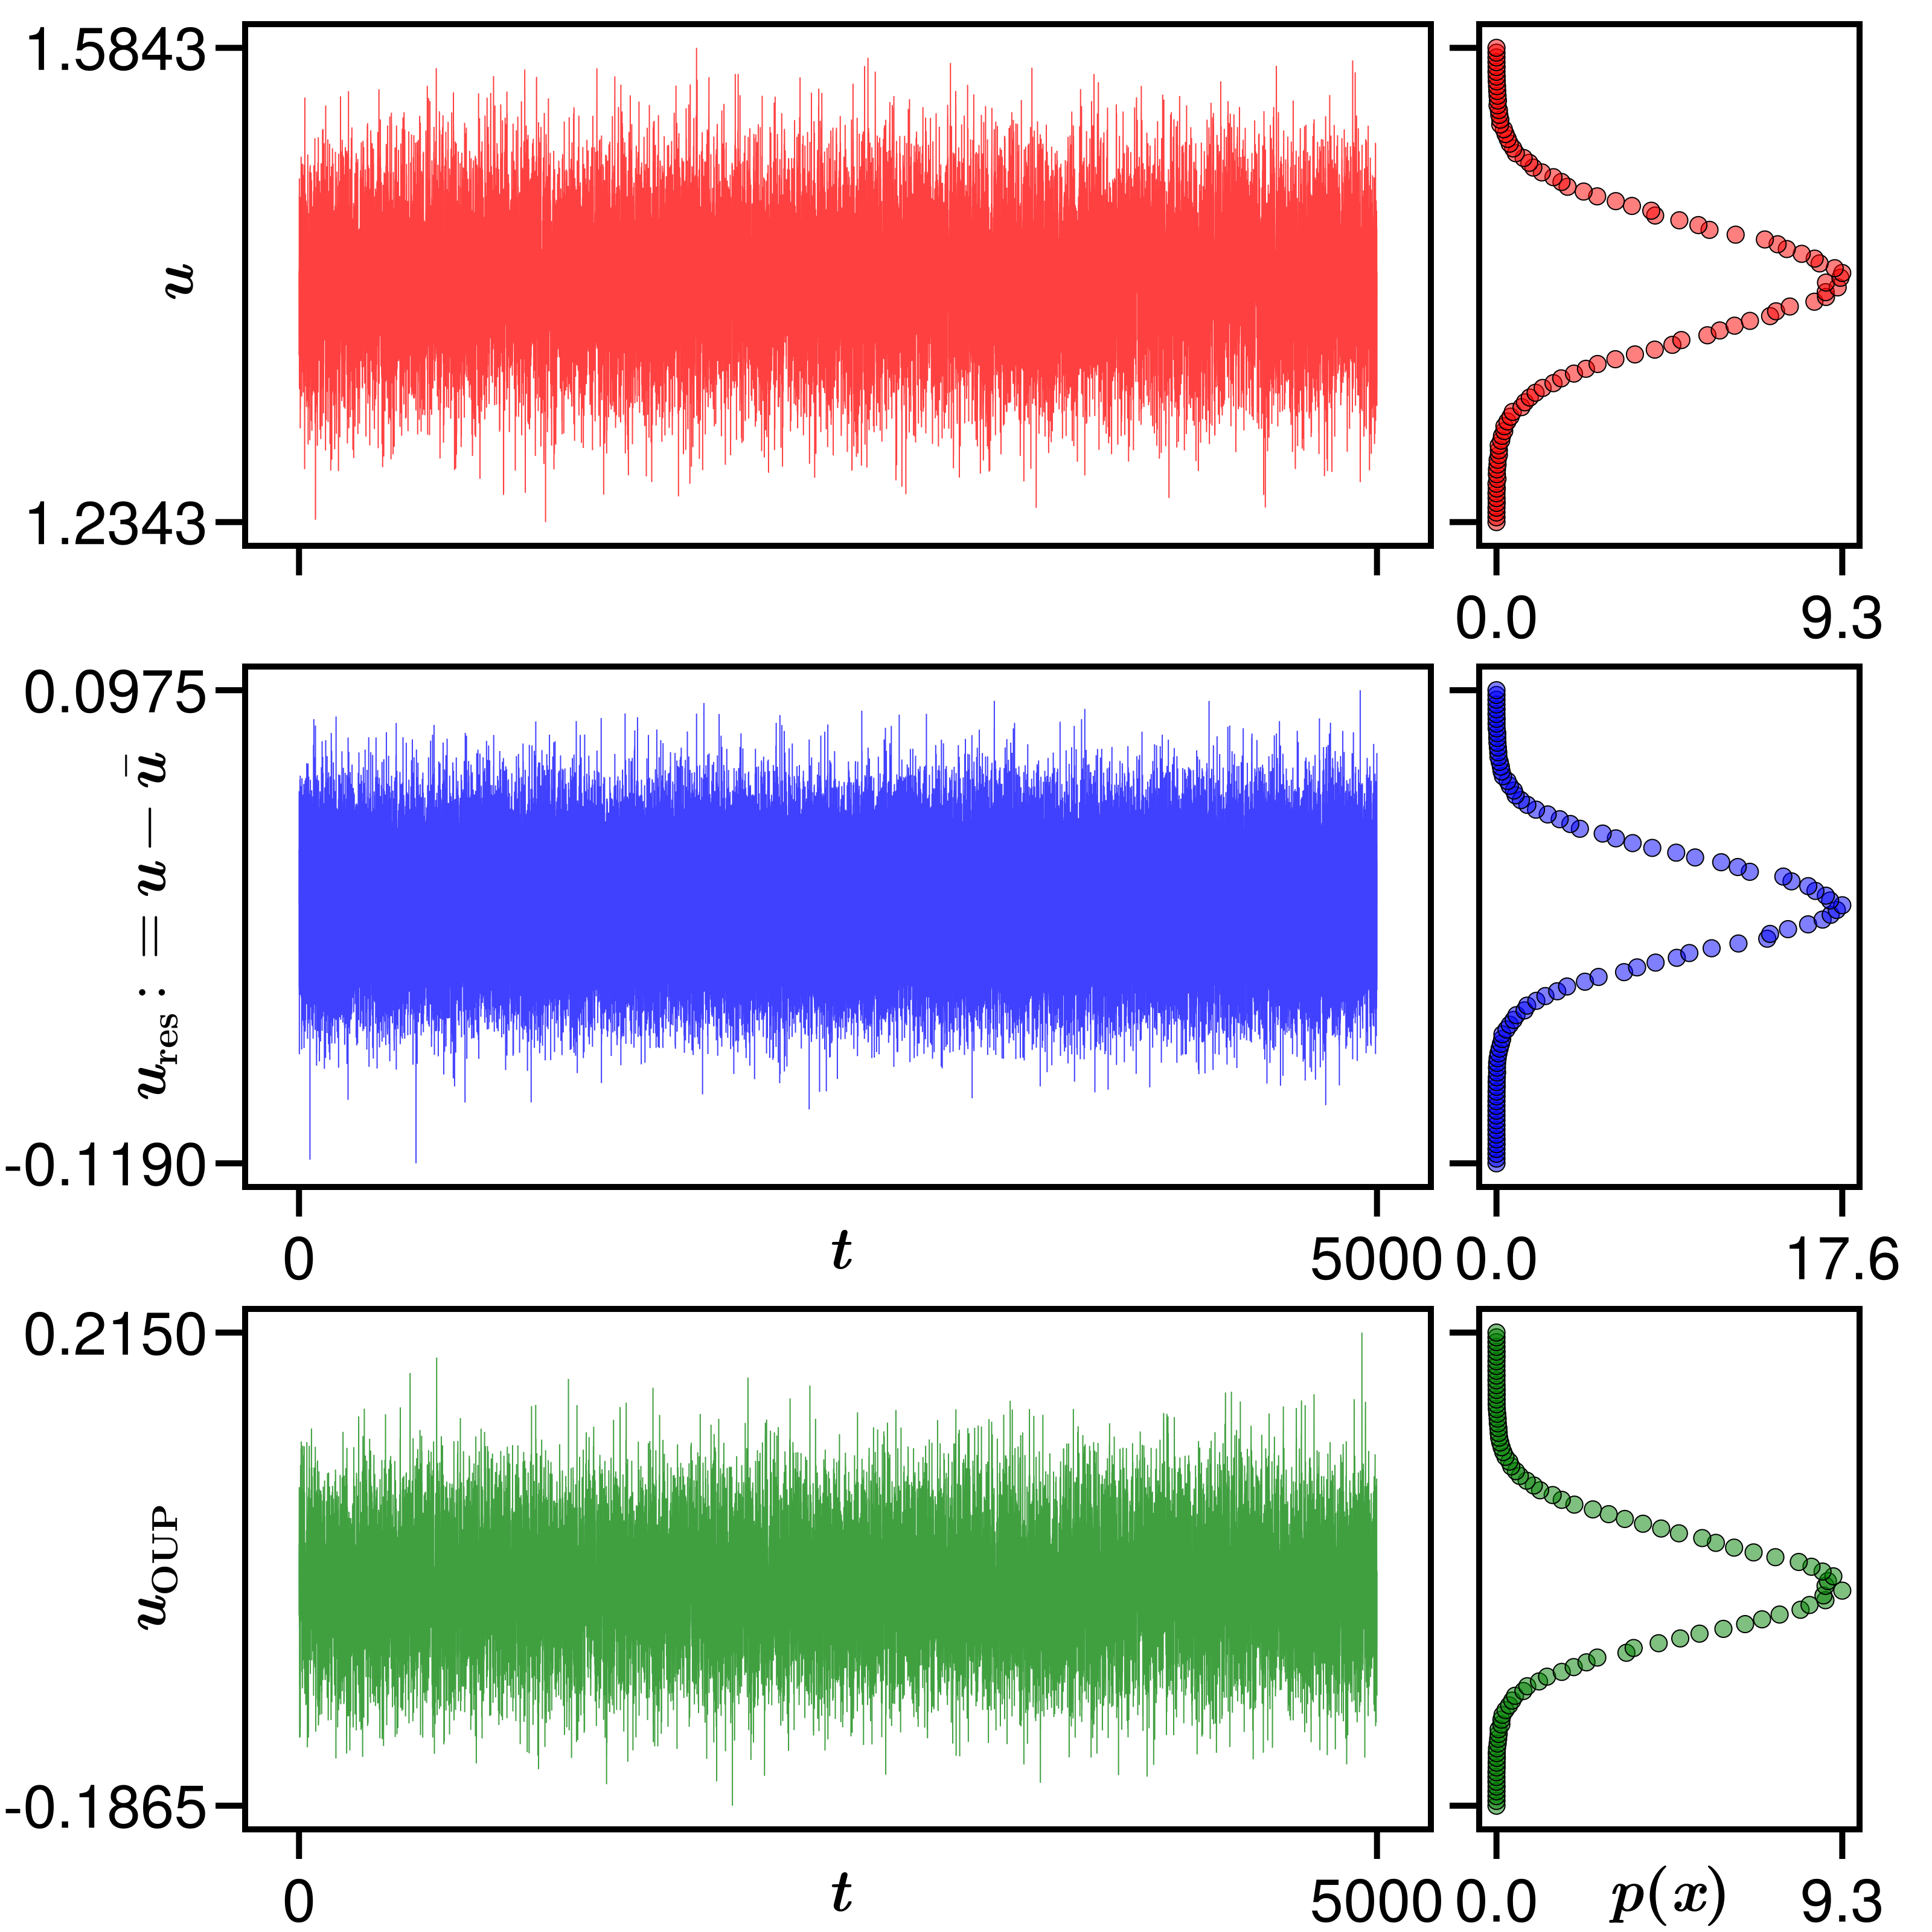 1.5843
u
1.2343
0.0 9.3
0.0975
u_res := u − ū
-0.1190
0 t 5000 0.0 17.6
0.2150
u_OUP
-0.1865
0 t 5000 0.0 p(x) 9.3